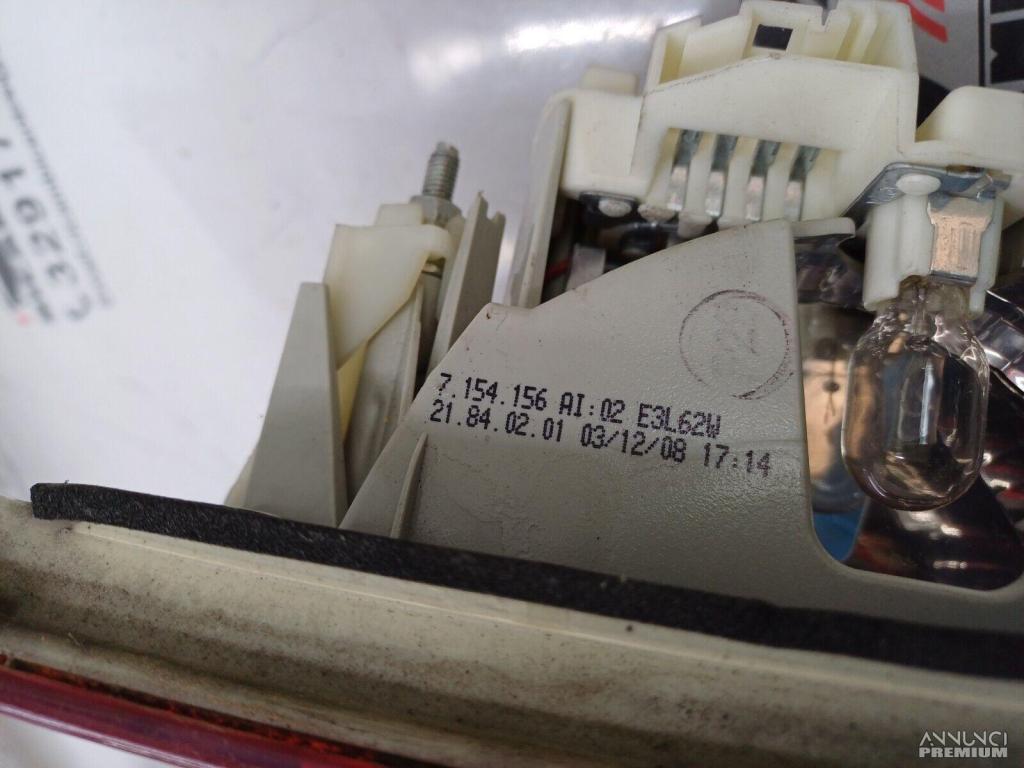 7.154.156 AI:02 E3L62W
21.84.02.01 03/12/08 17:14
ANNUNCI
PREMIUM